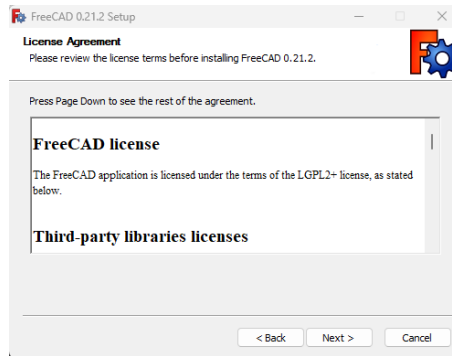 FreeCAD 0.21.2 Setup
License Agreement
Please review the license terms before installing FreeCAD 0.21.2.
Press Page Down to see the rest of the agreement.
FreeCAD license
The FreeCAD application is licensed under the terms of the LGPL2+ license, as stated
below.
Third-party libraries licenses
< Back Next > Cancel